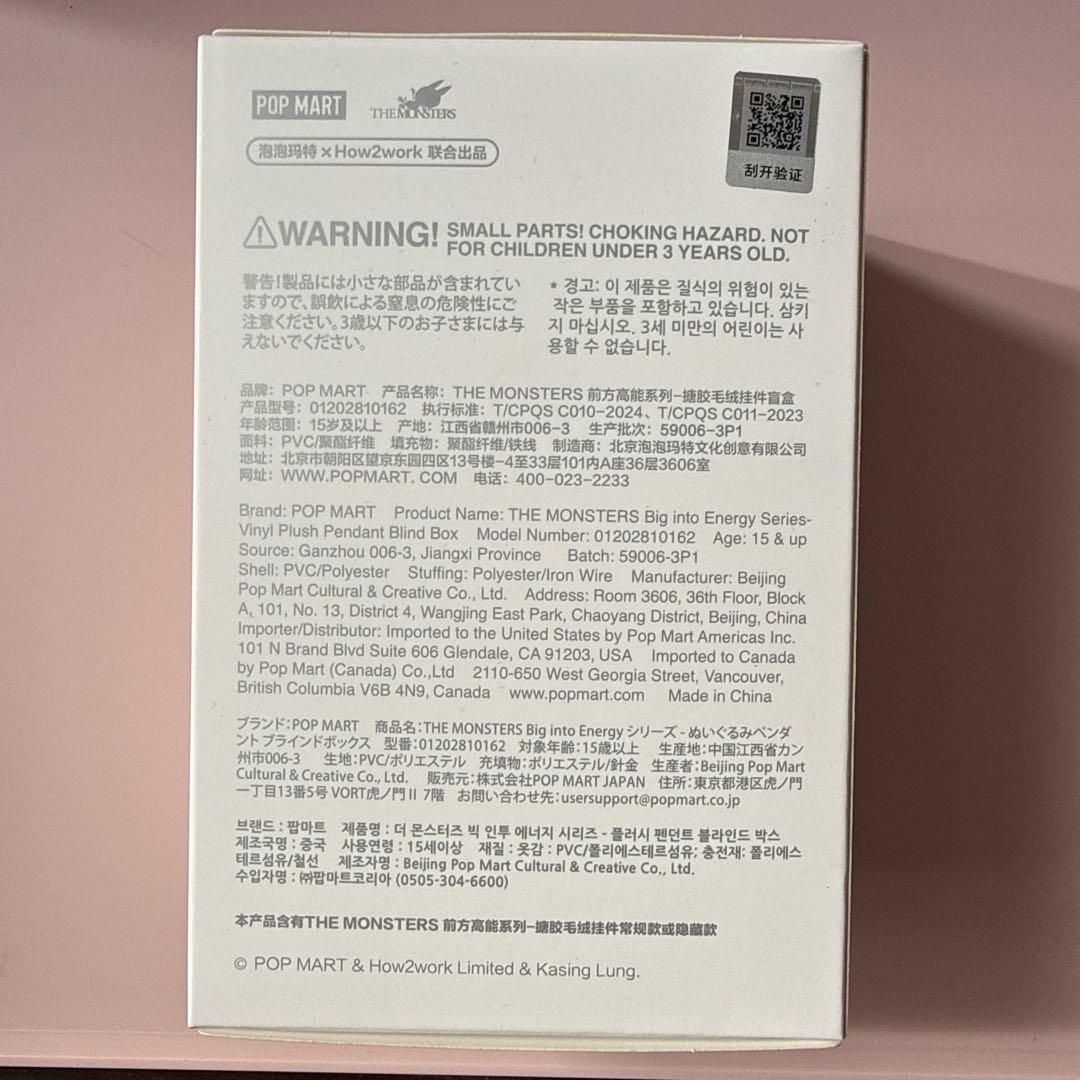 POP MART THE MONSTERS
泡泡玛特 × How2work 联合出品
刮开验证
WARNING! SMALL PARTS! CHOKING HAZARD. NOT
FOR CHILDREN UNDER 3 YEARS OLD.
警告!製品には小さな部品が含まれてい
ますので、誤飲による窒息の危険性にご
注意ください。3歳以下のお子さまには与
えないでください。
* 경고: 이 제품은 질식의 위험이 있는
작은 부품을 포함하고 있습니다. 삼키
지 마십시오. 3세 미만의 어린이는 사
용할 수 없습니다.
品牌: POP MART 产品名称: THE MONSTERS 前方高能系列-搪胶毛绒挂件盲盒
产品型号: 01202810162 执行标准: T/CPQS C010-2024、T/CPQS C011-2023
年龄范围: 15岁及以上 产地: 江西省赣州市006-3 生产批次: 59006-3P1
面料: PVC/聚酯纤维 填充物: 聚酯纤维/铁线 制造商: 北京泡泡玛特文化创意有限公司
地址: 北京市朝阳区望京东园四区13号楼-4至33层101内A座36层3606室
网址: WWW.POPMART. COM 电话: 400-023-2233
Brand: POP MART Product Name: THE MONSTERS Big into Energy Series-
Vinyl Plush Pendant Blind Box Model Number: 01202810162 Age: 15 & up
Source: Ganzhou 006-3, Jiangxi Province Batch: 59006-3P1
Shell: PVC/Polyester Stuffing: Polyester/Iron Wire Manufacturer: Beijing
Pop Mart Cultural & Creative Co., Ltd. Address: Room 3606, 36th Floor, Block
A, 101, No. 13, District 4, Wangjing East Park, Chaoyang District, Beijing, China
Importer/Distributor: Imported to the United States by Pop Mart Americas Inc.
101 N Brand Blvd Suite 606 Glendale, CA 91203, USA Imported to Canada
by Pop Mart (Canada) Co.,Ltd 2110-650 West Georgia Street, Vancouver,
British Columbia V6B 4N9, Canada www.popmart.com Made in China
ブランド:POP MART 商品名:THE MONSTERS Big into Energy シリーズ - ぬいぐるみペンダ
ント ブラインドボックス 型番:01202810162 対象年齢:15歳以上 生産地:中国江西省カン
州市006-3 生地:PVC/ポリエステル 充填物:ポリエステル/針金 生産者:Beijing Pop Mart
Cultural & Creative Co., Ltd. 販売元:株式会社POP MART JAPAN 住所:東京都港区虎ノ門
一丁目13番5号 VORT虎ノ門Ⅱ 7階 お問い合わせ先:usersupport@popmart.co.jp
브랜드 : 팝마트 제품명 : 더 몬스터즈 빅 인투 에너지 시리즈 - 플러시 펜던트 블라인드 박스
제조국명 : 중국 사용연령 : 15세이상 재질 : 옷감 : PVC/폴리에스테르섬유; 충전재: 폴리에스
테르섬유/철선 제조자명 : Beijing Pop Mart Cultural & Creative Co., Ltd.
수입자명 : ㈜팝마트코리아 (0505-304-6600)
本产品含有THE MONSTERS 前方高能系列-搪胶毛绒挂件常规款或隐藏款
© POP MART & How2work Limited & Kasing Lung.